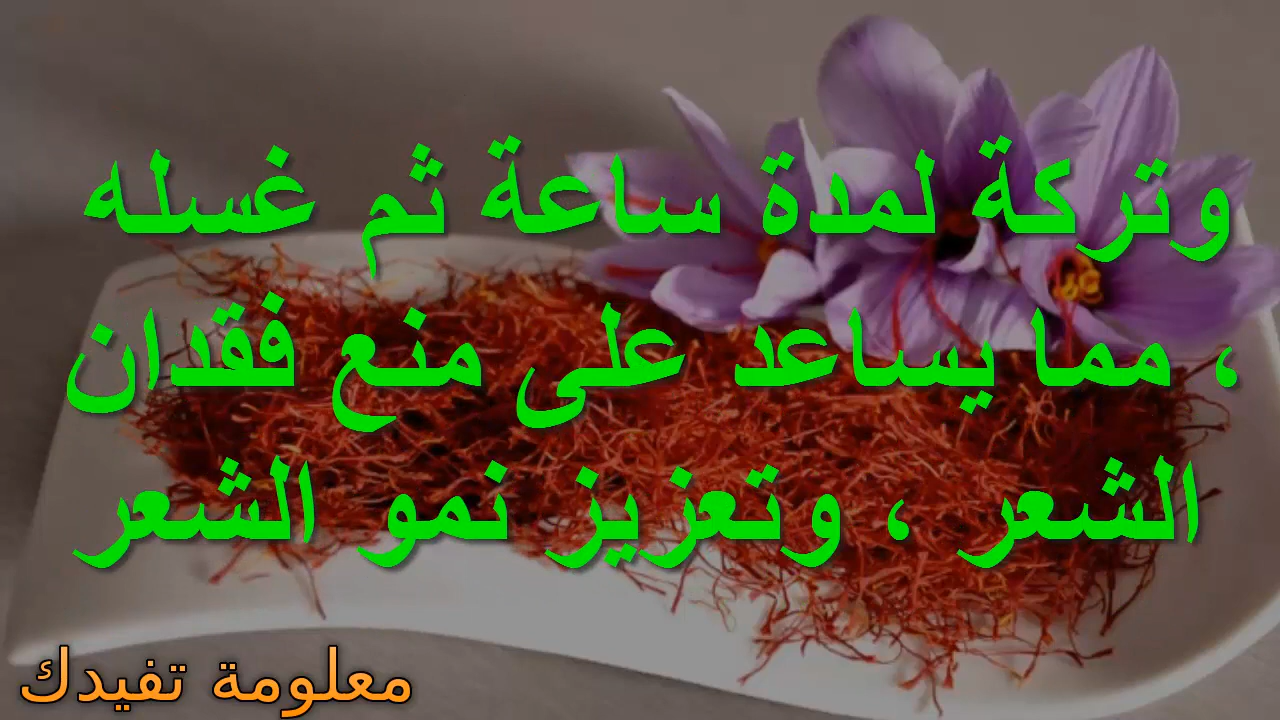 وتركة لمدة ساعة ثم غسله
، مما يساعد على منع فقدان
الشعر ، وتعزيز نمو الشعر
معلومة تفيدك